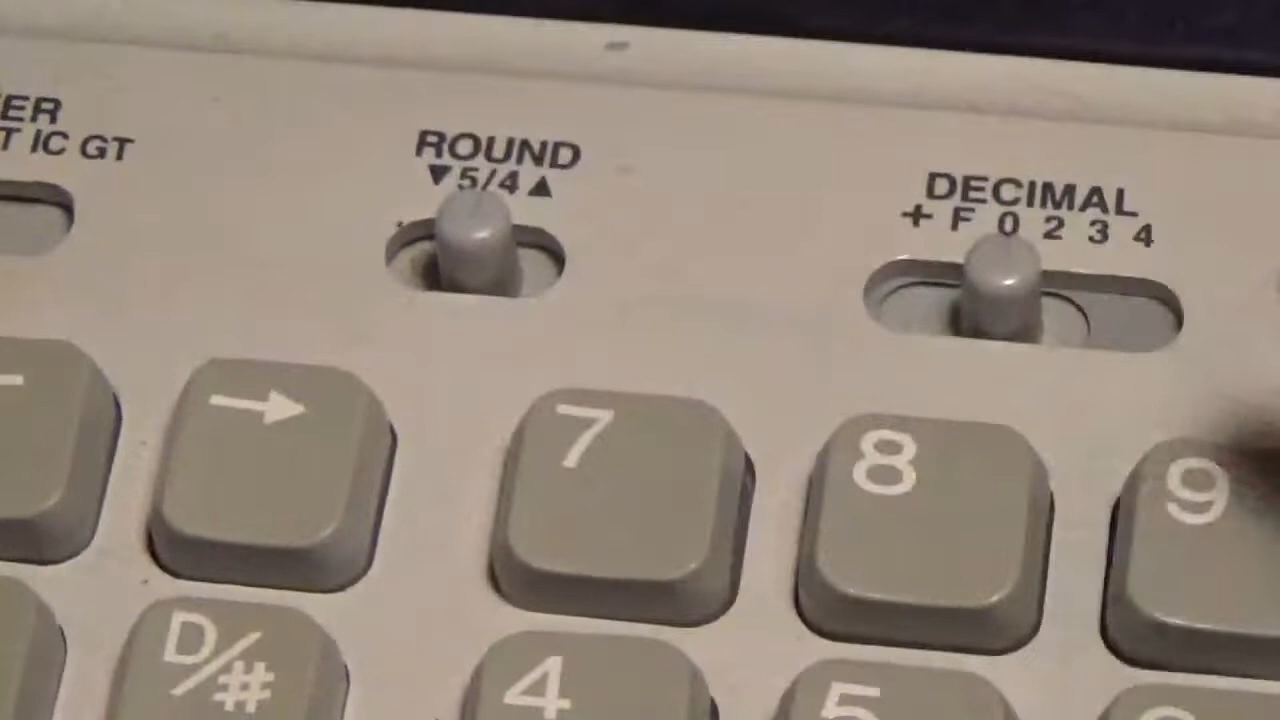 ER
T IC GT
ROUND
▼5/4▲
DECIMAL
+ F 0 2 3 4
→
7
8
9
D/#
4
5